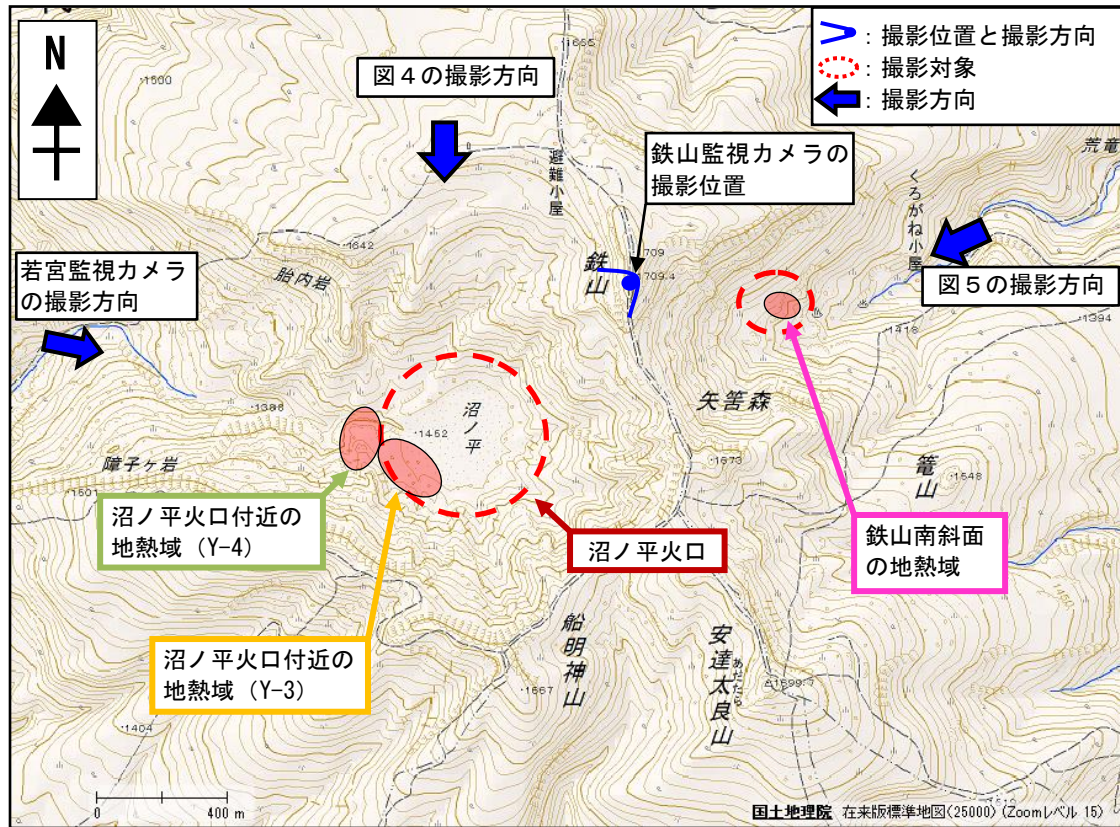 N
：撮影位置と撮影方向
：撮影対象
：撮影方向
図４の撮影方向
鉄山監視カメラの
撮影位置
若宮監視カメラ
の撮影方向
図５の撮影方向
・1655
・1500
避難小屋
くろがね小屋
荒竜
・1642
胎内岩
鉄山
709
709.4
・1418
・1394
矢筈森
・1673
篭山
・1548
・1388
障子ヶ岩
・1501
・1452
沼ノ平
沼ノ平火口付近の
地熱域（Y-4）
沼ノ平火口
鉄山南斜面
の地熱域
沼ノ平火口付近の
地熱域（Y-3）
船明神山
・1667
安達太良山
あだたら
1699.7
・1404
0
400 m
国土地理院 在来版標準地図(25000)(Zoomレベル 15)